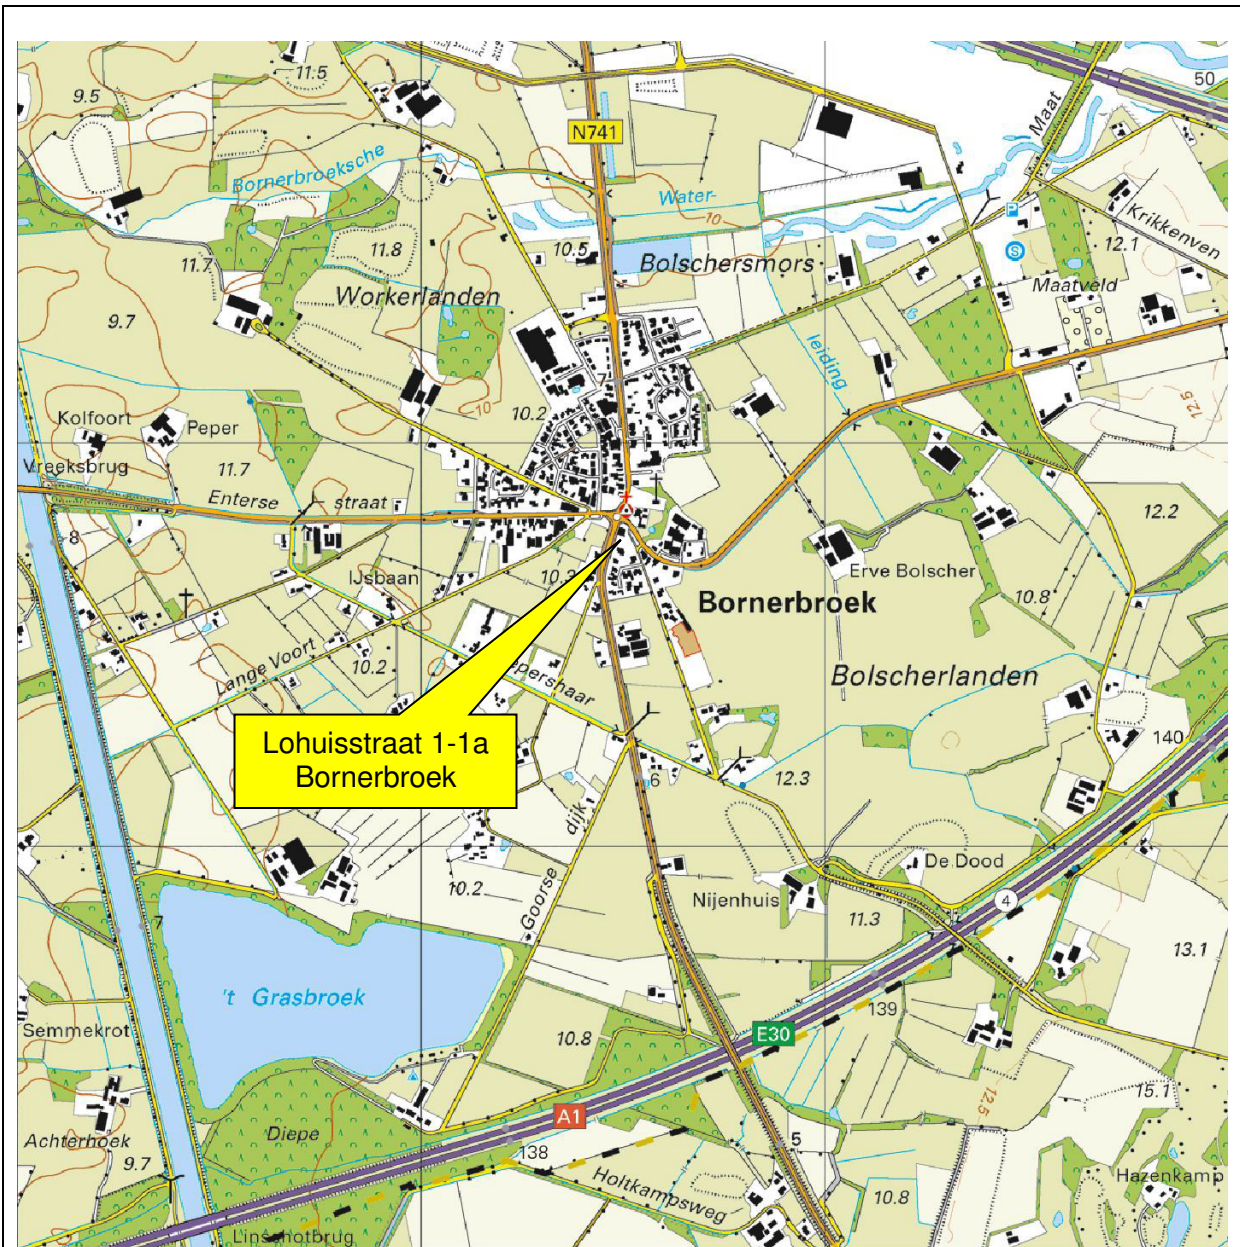 50
11.5
9.5
Maat
N741
Bornerbroeksche
Water-
10
Krikkenven
P
11.8
10.5
12.1
S
11.7
Bolschersmors
Maatveld
Workerlanden
9.7
leiding
7
10
10.2
12.5
Kolfoort
Peper
Vreeksbrug
11.7
Enterse straat
12.2
8
Erve Bolscher
IJsbaan
10.3
10.8
Bornerbroek
Lange Voort
10.2
epershaar
Bolscherlanden
Lohuisstraat 1-1a
Bornerbroek
140
6
12.3
dijk
De Dood
10.2
Nijenhuis
4
11.3
Goorse
7
13.1
't Grasbroek
139
Semmekrot
E30
10.8
12.5
15.1
A1
Diepe
Achterhoek
5
138
9.7
Holtkampsweg
Hazenkamp
10.8
Linschotbrug